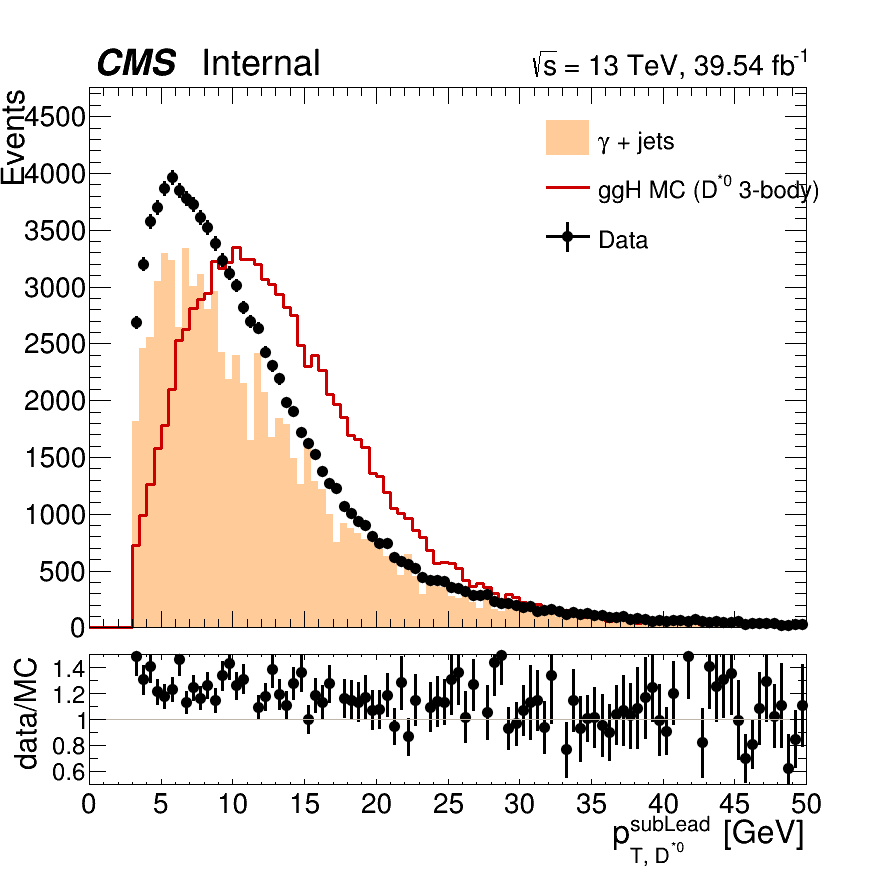 CMS Internal √s = 13 TeV, 39.54 fb⁻¹
Events
4500
4000
3500
3000
2500
2000
1500
1000
500
0
γ + jets
ggH MC (D*⁰ 3-body)
Data
data/MC
1.4
1.2
1
0.8
0.6
0 5 10 15 20 25 30 35 40 45 50
p^subLead_T, D*⁰ [GeV]